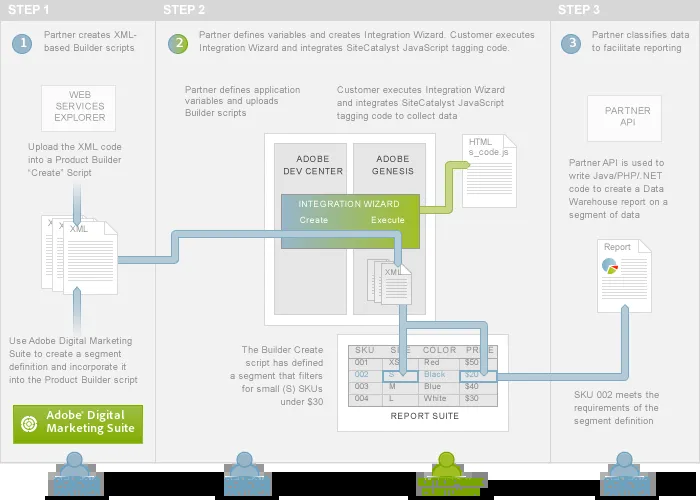 STEP 1
STEP 2
STEP 3
1
Partner creates XML-
based Builder scripts
2
Partner defines variables and creates Integration Wizard. Customer executes
Integration Wizard and integrates SiteCatalyst JavaScript tagging code.
3
Partner classifies data
to facilitate reporting
WEB
SERVICES
EXPLORER
Upload the XML code
into a Product Builder
“Create” Script
XML
Use Adobe Digital Marketing
Suite to create a segment
definition and incorporate it
into the Product Builder script
Adobe® Digital
Marketing Suite
Partner defines application
variables and uploads
Builder scripts
Customer executes Integration Wizard
and integrates SiteCatalyst JavaScript
tagging code to collect data
ADOBE
DEV CENTER
ADOBE
GENESIS
HTML
s_code.js
INTEGRATION WIZARD
Create Execute
XML
The Builder Create
script has defined
a segment that filters
for small (S) SKUs
under $30
SKU SIZE COLOR PRICE
001 XS Red $50
002 S Black $20
003 M Blue $40
004 L White $30
REPORT SUITE
PARTNER
API
Partner API is used to
write Java/PHP/.NET
code to create a Data
Warehouse report on a
segment of data
Report
SKU 002 meets the
requirements of the
segment definition